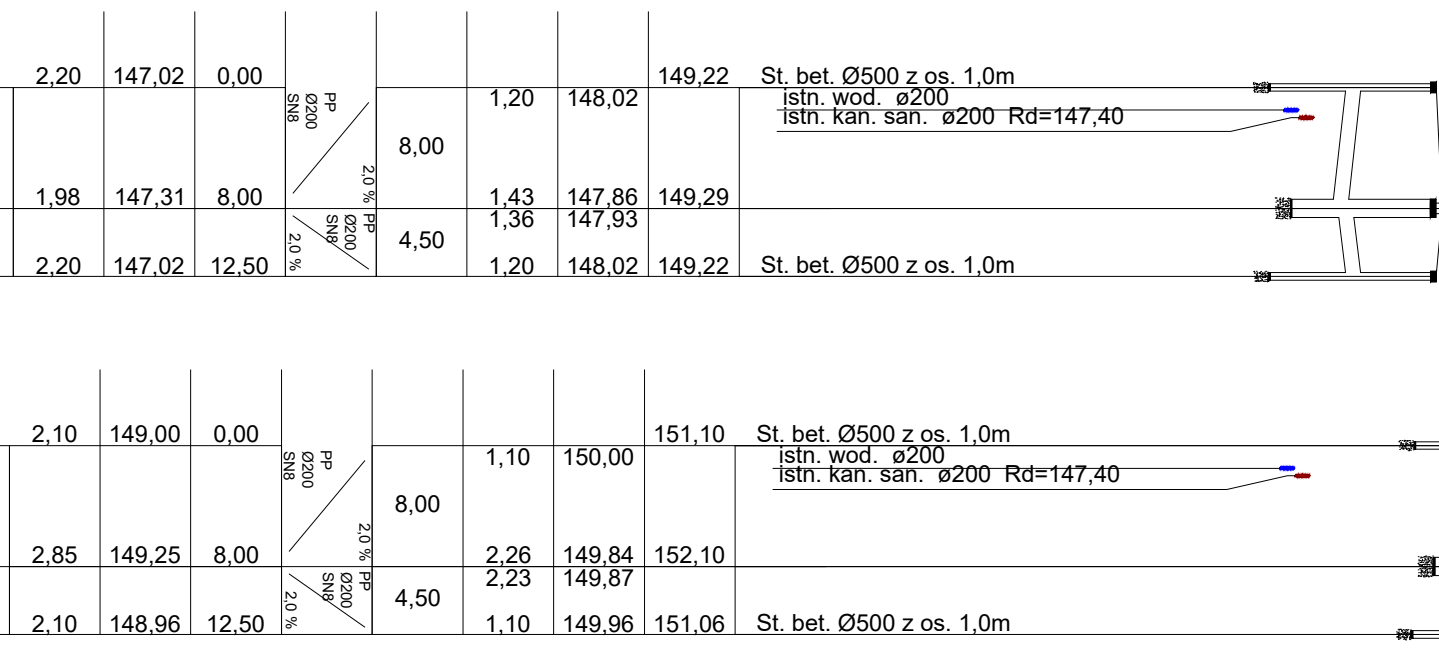 2,20 147,02 0,00 149,22 St. bet. Ø500 z os. 1,0m
PP
Ø200
SN8
1,20 148,02 istn. wod. ø200
istn. kan. san. ø200 Rd=147,40
8,00
2,0 %
1,98 147,31 8,00 1,43 147,86 149,29
PP
Ø200
SN8
1,36 147,93
4,50
2,0 %
2,20 147,02 12,50 1,20 148,02 149,22 St. bet. Ø500 z os. 1,0m
2,10 149,00 0,00 151,10 St. bet. Ø500 z os. 1,0m
PP
Ø200
SN8
1,10 150,00 istn. wod. ø200
istn. kan. san. ø200 Rd=147,40
8,00
2,0 %
2,85 149,25 8,00 2,26 149,84 152,10
PP
Ø200
SN8
2,23 149,87
4,50
2,0 %
2,10 148,96 12,50 1,10 149,96 151,06 St. bet. Ø500 z os. 1,0m